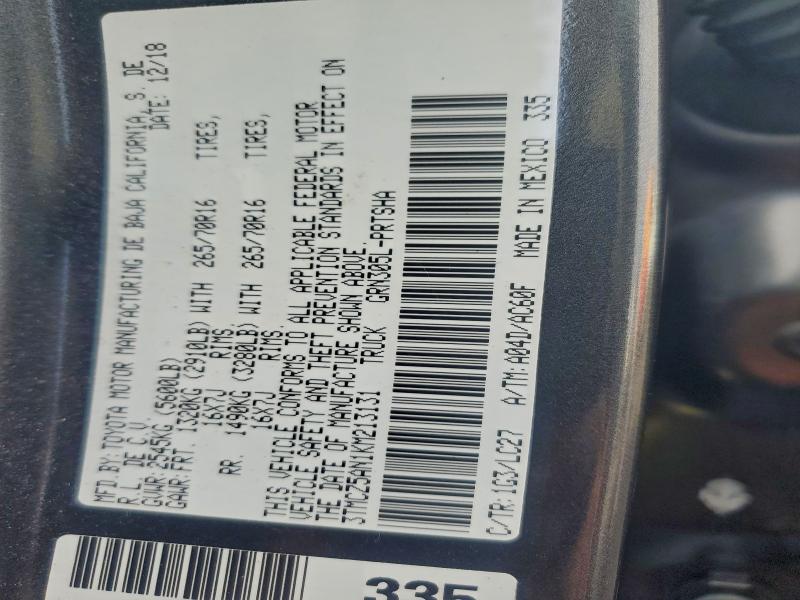 MFD.BY:TOYOTA MOTOR MANUFACTURING DE BAJA CALIFORNIA, S. DE
R.L. DE C.V. DATE: 12/18
GVWR:2545KG (5600LB)
GAWR:FRT. 1320KG (2910LB) WITH 265/70R16 TIRES,
16X7J RIMS.
RR. 1490KG (3280LB) WITH 265/70R16 TIRES,
16X7J RIMS.
THIS VEHICLE CONFORMS TO ALL APPLICABLE FEDERAL MOTOR
VEHICLE SAFETY AND THEFT PREVENTION STANDARDS IN EFFECT ON
THE DATE OF MANUFACTURE SHOWN ABOVE.
3TMCZ5AN1KM213131 TRUCK GRN305L-PRTSHA
C/TR:1G3/LC27 A/TM:A04D/AC60F MADE IN MEXICO 335
335